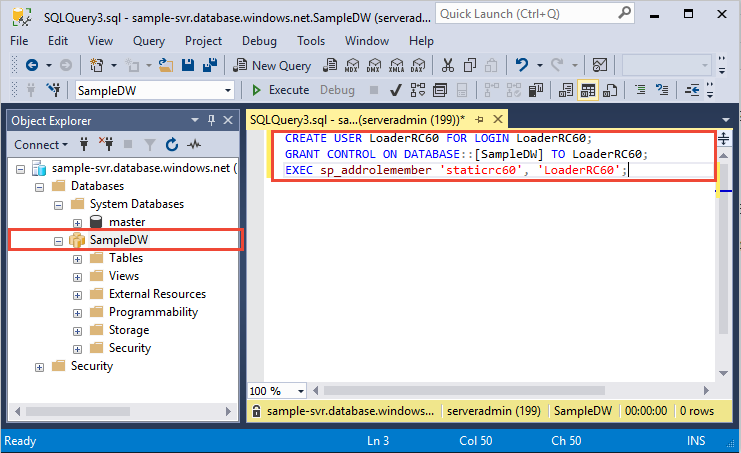 SQLQuery3.sql - sample-svr.database.windows.net.SampleDW (serveradmin (199))*
Quick Launch (Ctrl+Q)
File Edit View Query Project Debug Tools Window Help
New Query MDX DMX XMLA DAX
SampleDW Execute Debug
Object Explorer
Connect
sample-svr.database.windows.net (
Databases
System Databases
master
SampleDW
Tables
Views
External Resources
Programmability
Storage
Security
Security
SQLQuery3.sql - sa...(serveradmin (199))*
CREATE USER LoaderRC60 FOR LOGIN LoaderRC60;
GRANT CONTROL ON DATABASE::[SampleDW] TO LoaderRC60;
EXEC sp_addrolemember 'staticrc60', 'LoaderRC60';
100 %
sample-svr.database.windows... serveradmin (199) SampleDW 00:00:00 0 rows
Ready Ln 3 Col 50 Ch 50 INS